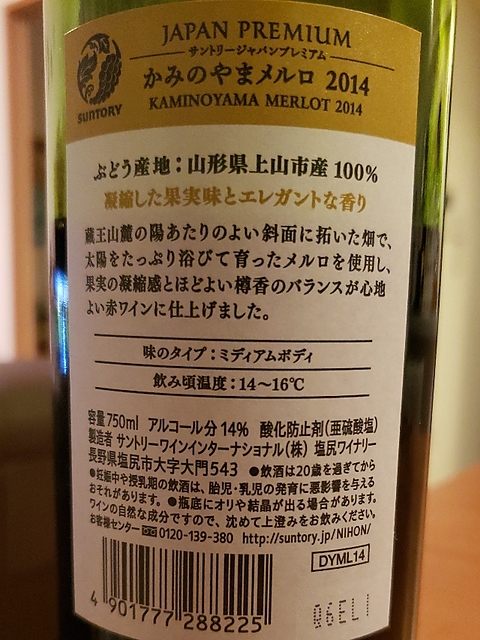 JAPAN PREMIUM
サントリージャパンプレミアム
かみのやまメルロ 2014
KAMINOYAMA MERLOT 2014
SUNTORY
ぶどう産地：山形県上山市産 100%
凝縮した果実味とエレガントな香り
蔵王山麓の陽あたりのよい斜面に拓いた畑で、
太陽をたっぷり浴びて育ったメルロを使用し、
果実の凝縮感とほどよい樽香のバランスが心地
よい赤ワインに仕上げました。
味のタイプ：ミディアムボディ
飲み頃温度：14～16℃
容量750ml アルコール分14% 酸化防止剤(亜硫酸塩)
製造者 サントリーワインインターナショナル(株) 塩尻ワイナリー
長野県塩尻市大字大門543 ●飲酒は20歳を過ぎてから
●妊娠中や授乳期の飲酒は、胎児・乳児の発育に悪影響を与える
おそれがあります。●瓶底にオリや結晶が出る場合があります。
ワインの自然な成分ですので、沈めて上澄みをお飲みください。
お客様センター 0120-139-380 http://suntory.jp/NIHON/
DYML14
4 901777 288225
Q6EL1